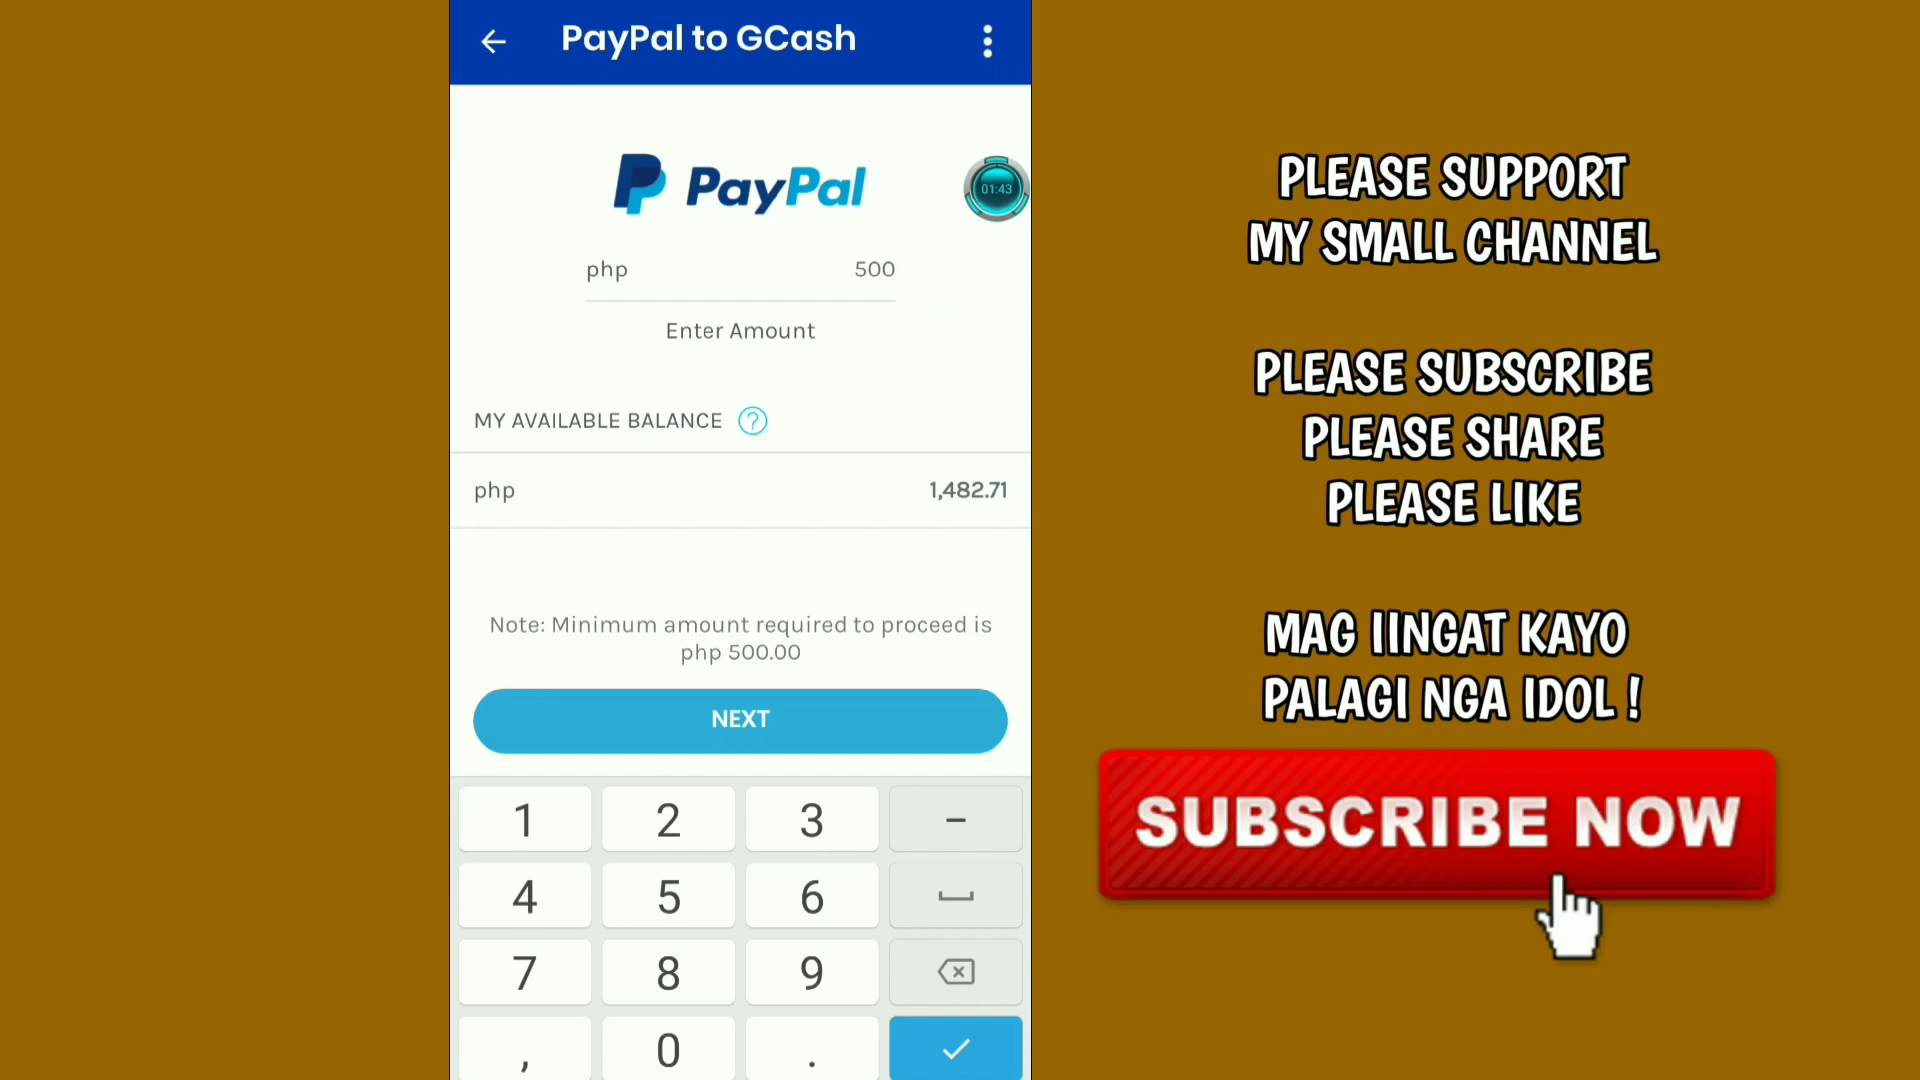 PayPal to GCash
PayPal
01:43
php 500
Enter Amount
MY AVAILABLE BALANCE ?
php 1,482.71
Note: Minimum amount required to proceed is
php 500.00
NEXT
1 2 3 –
4 5 6
7 8 9
, 0 .
PLEASE SUPPORT
MY SMALL CHANNEL
PLEASE SUBSCRIBE
PLEASE SHARE
PLEASE LIKE
MAG IINGAT KAYO
PALAGI NGA IDOL !
SUBSCRIBE NOW